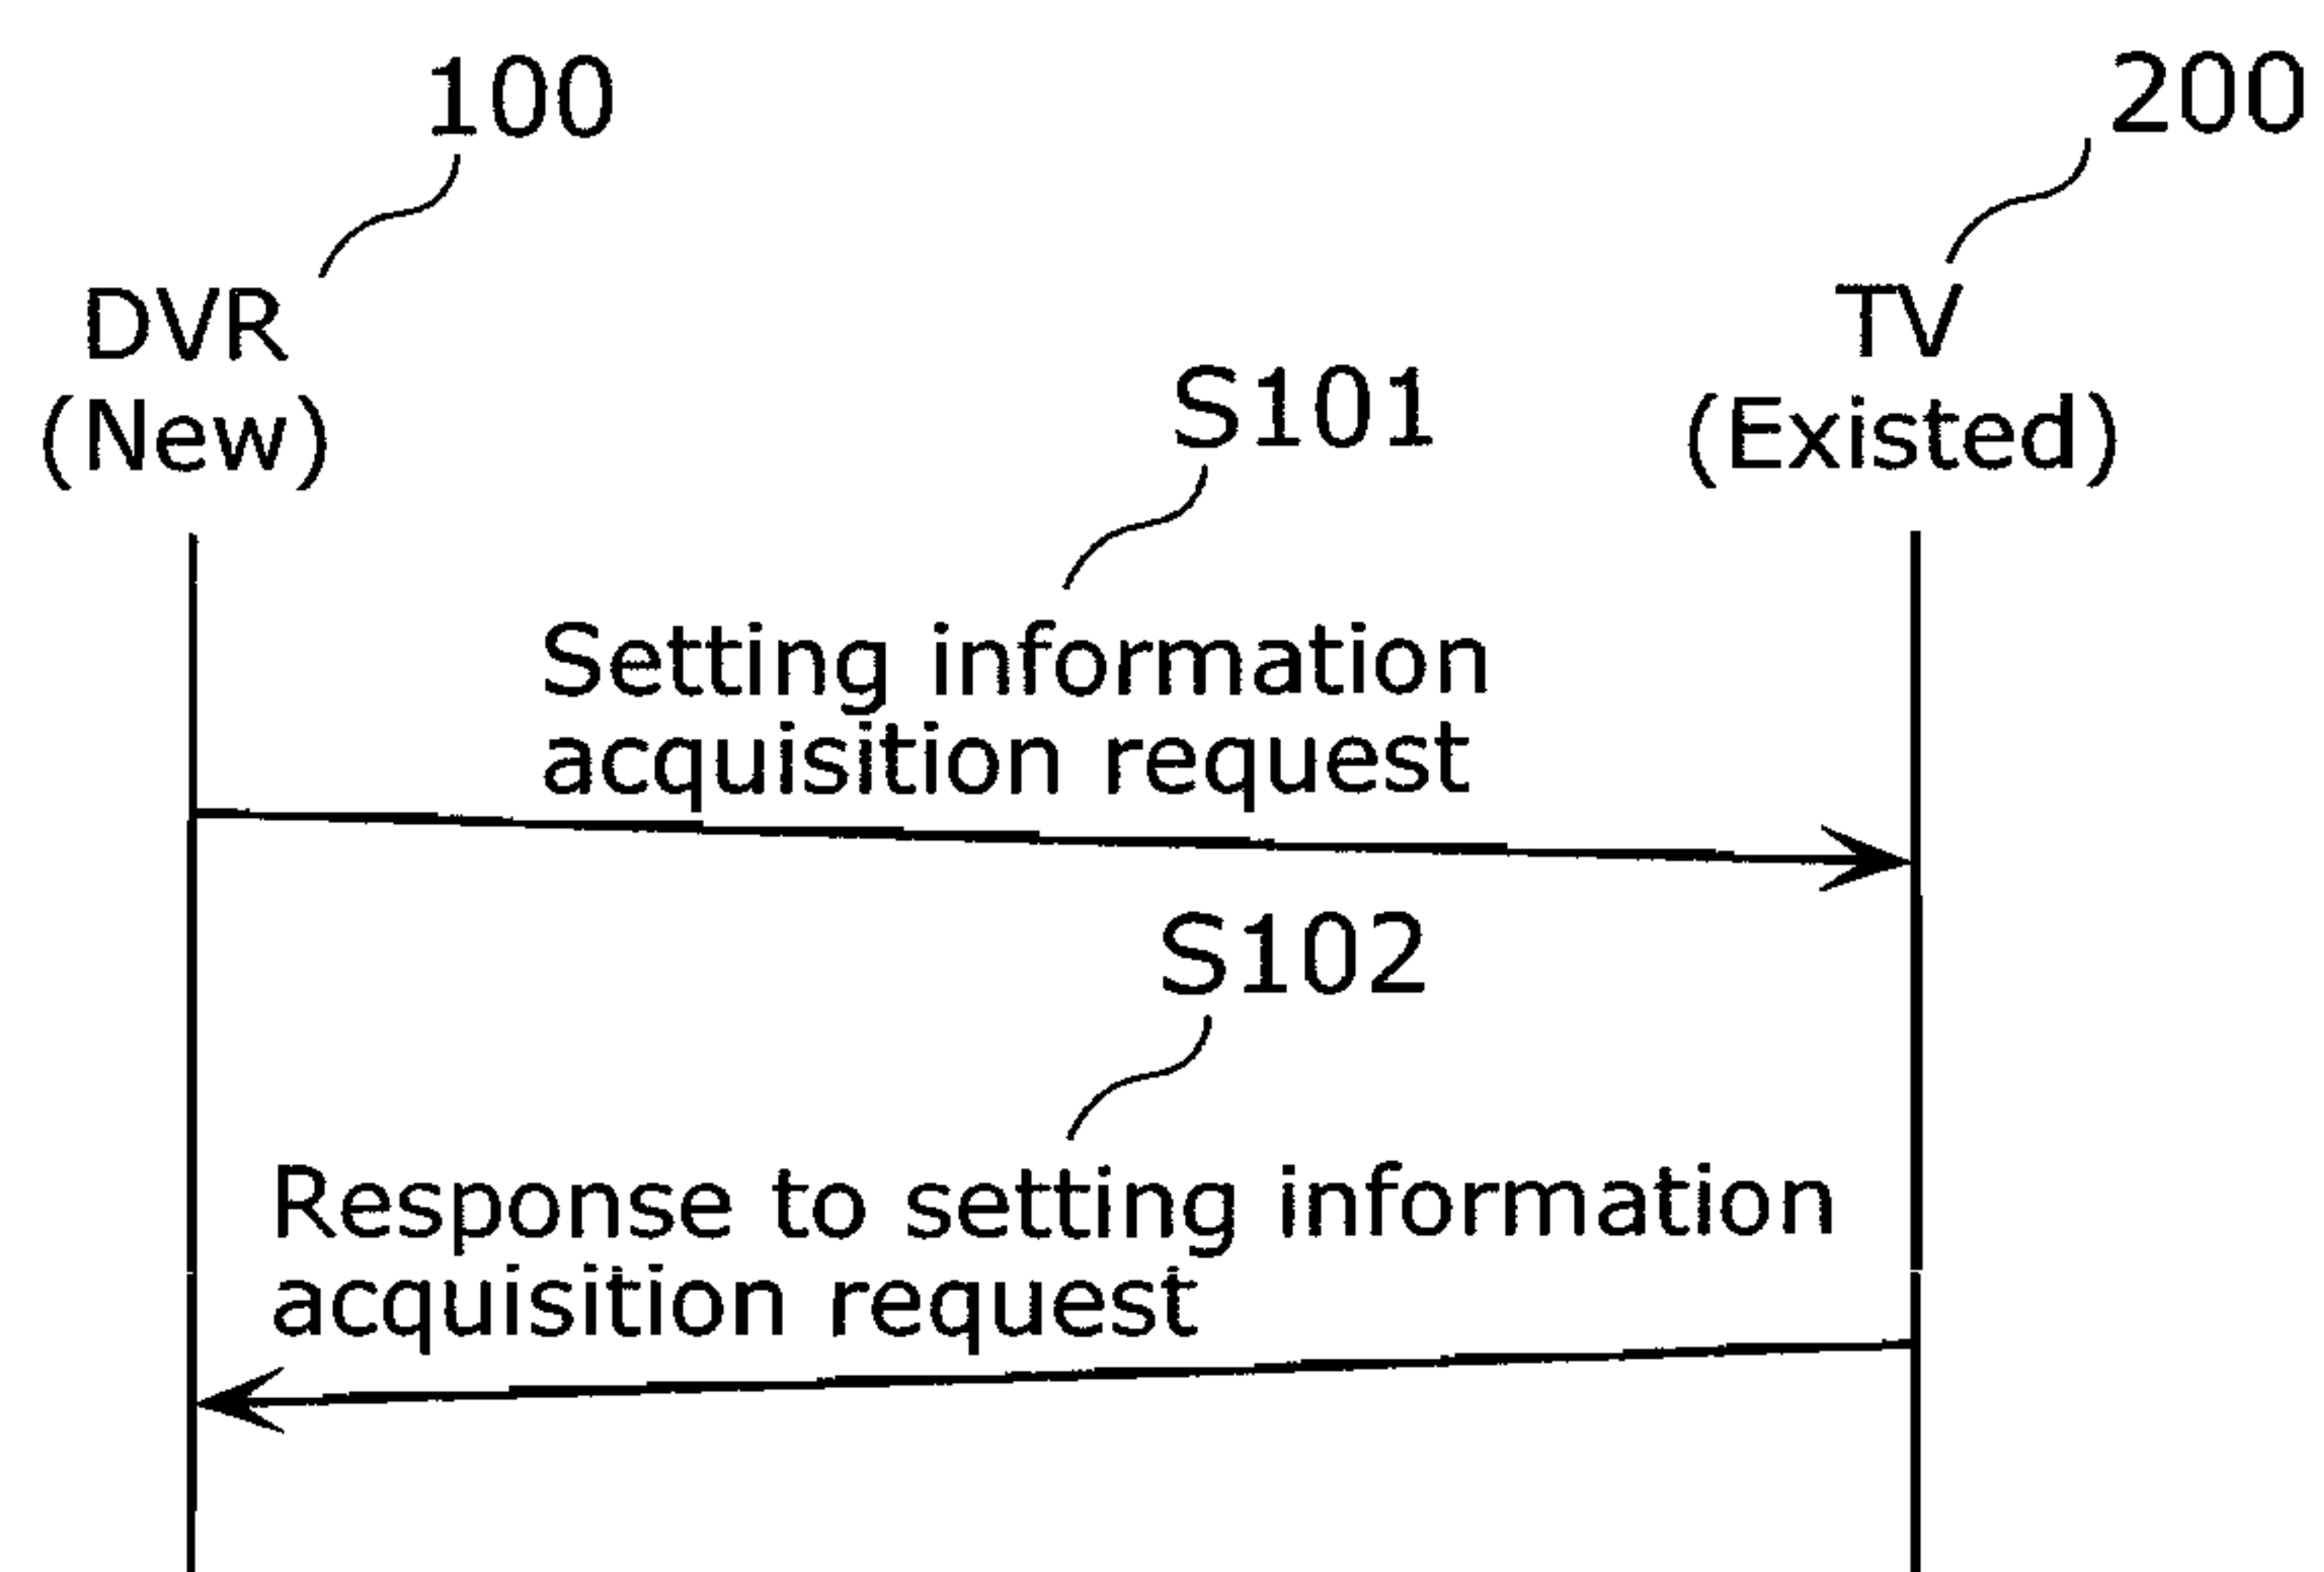 100
200
DVR
(New)
TV
(Existed)
S101
Setting information
acquisition request
S102
Response to setting information
acquisition request